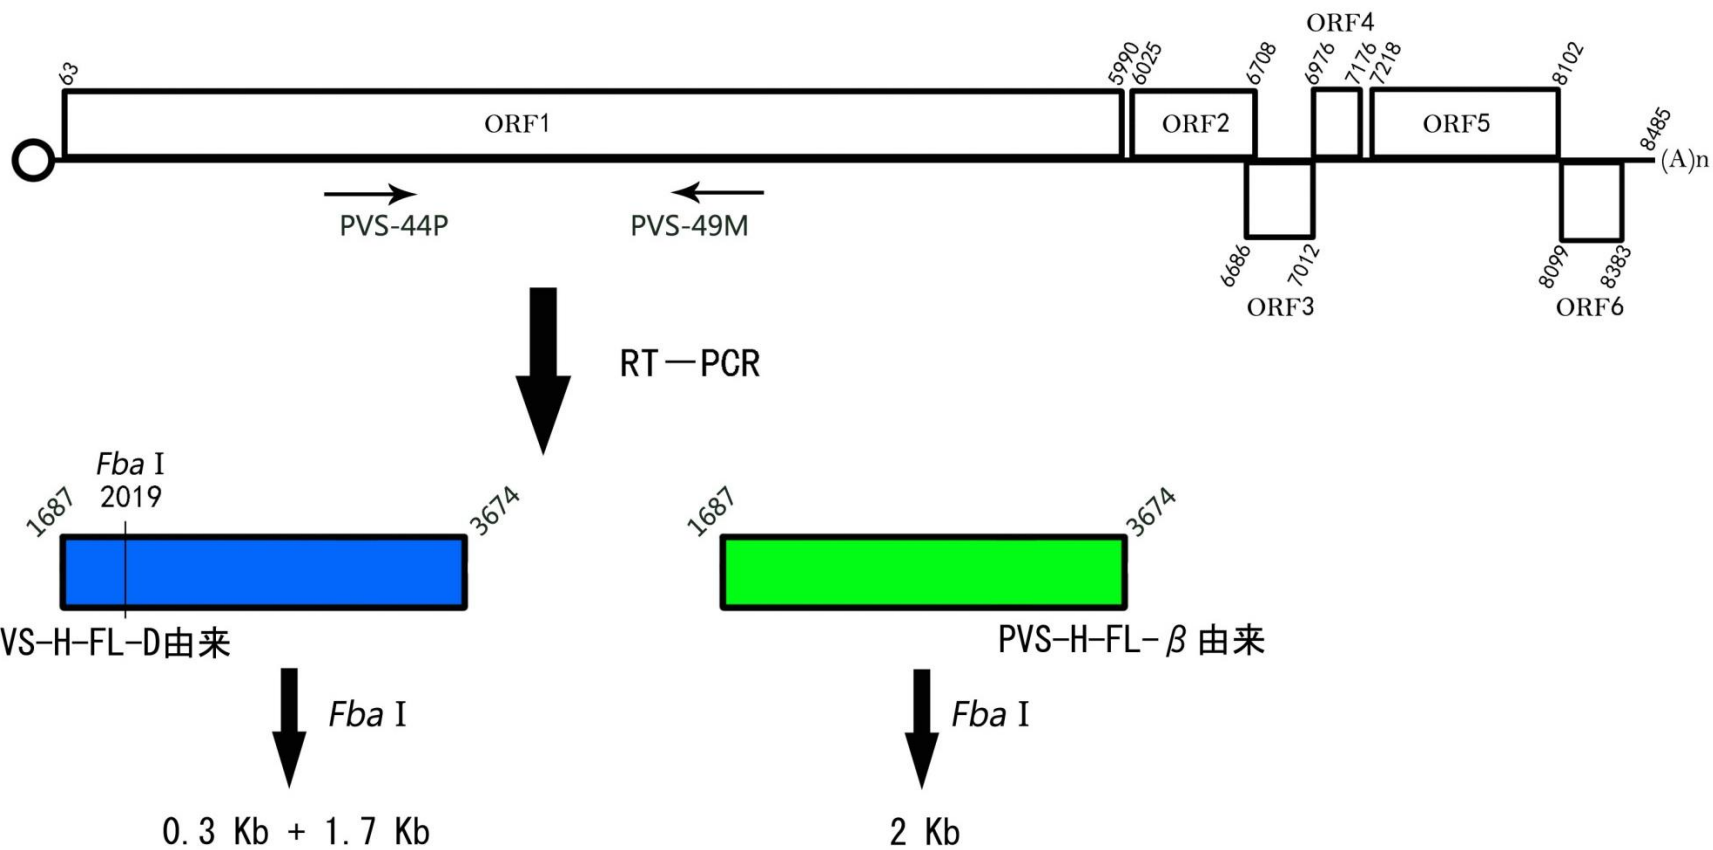 ORF4
63
5990
6025
6708
6976
7176
7218
8102
8485
ORF1
ORF2
ORF5
(A)n
PVS-44P
PVS-49M
6686
7012
8099
8383
ORF3
ORF6
RT－PCR
Fba I
2019
1687
3674
1687
3674
VS-H-FL-D由来
PVS-H-FL-β由来
Fba I
Fba I
0.3 Kb + 1.7 Kb
2 Kb